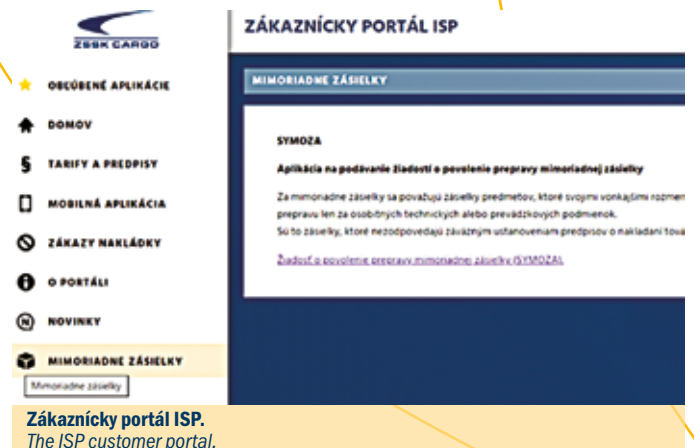 ZSSK CARGO
ZÁKAZNÍCKY PORTÁL ISP
OBĽÚBENÉ APLIKÁCIE
DOMOV
§ TARIFY A PREDPISY
MOBILNÁ APLIKÁCIA
ZÁKAZY NAKLÁDKY
O PORTÁLI
NOVINKY
MIMORIADNE ZÁSIELKY
Mimoriadne zásielky
MIMORIADNE ZÁSIELKY
SYMOZA
Aplikácia na podávanie žiadostí o povolenie prepravy mimoriadnej zásielky
Za mimoriadne zásielky sa považujú zásielky predmetov, ktoré svojimi vonkajšími rozmer
prepravu len za osobitných technických alebo prevádzkových podmienok.
Sú to zásielky, ktoré nezodpovedajú záväzným ustanoveniam predpisov o nakladaní tova
Žiadosť o povolenie prepravy mimoriadnej zásielky (SYMOZA).
Zákaznícky portál ISP.
The ISP customer portal.